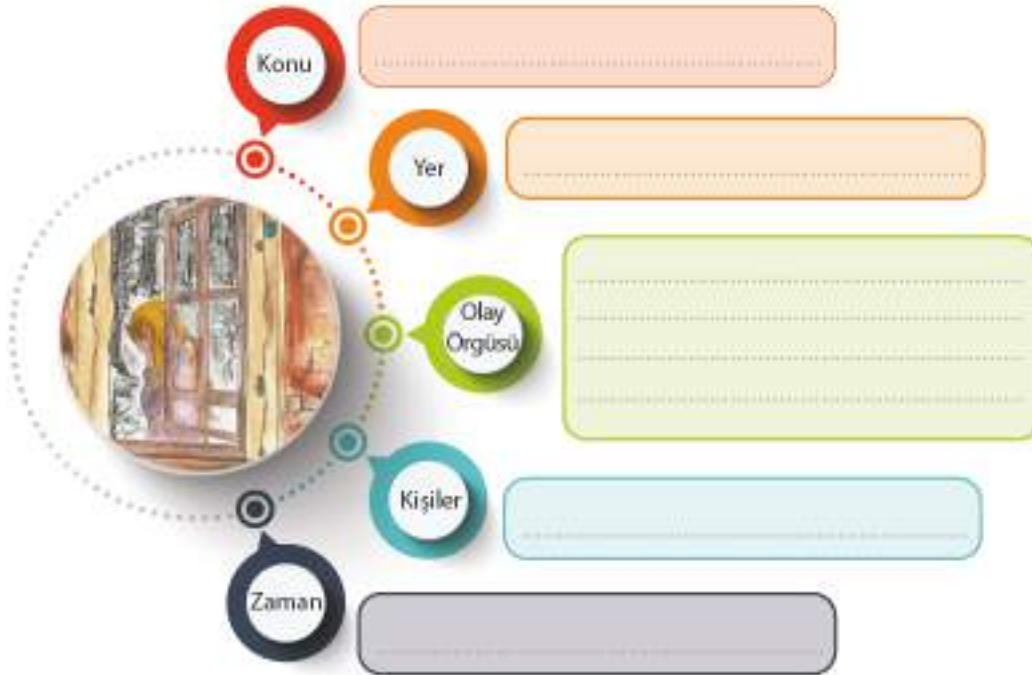 Konu
Yer
Olay
Örgüsü
Kişiler
Zaman